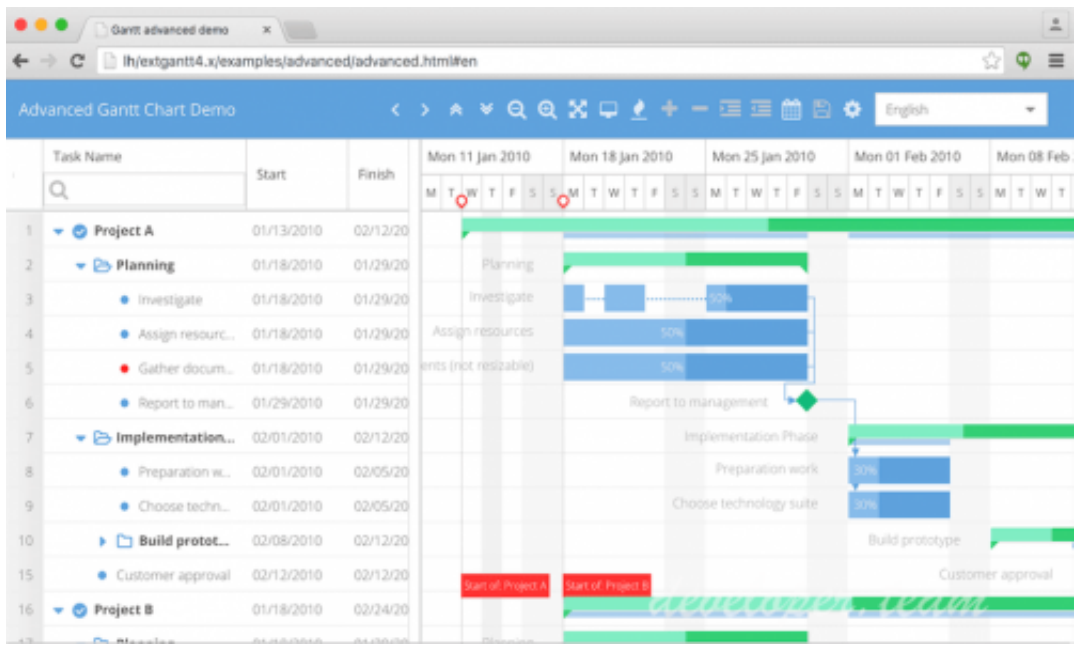 Gantt advanced demo
lh/extgantt4.x/examples/advanced/advanced.html#en
Advanced Gantt Chart Demo English
Task Name Start Finish Mon 11 Jan 2010 Mon 18 Jan 2010 Mon 25 Jan 2010 Mon 01 Feb 2010 Mon 08 Feb
M T W T F S S M T W T F S S M T W T F S S M T W T F S S M T W T
1 Project A 01/13/2010 02/12/20
2 Planning 01/18/2010 01/29/20 Planning
3 Investigate 01/18/2010 01/29/20 Investigate 50%
4 Assign resourc... 01/18/2010 01/29/20 Assign resources 50%
5 Gather docum... 01/18/2010 01/29/20 ents (not resizable) 50%
6 Report to man... 01/29/2010 01/29/20 Report to management
7 Implementation... 02/01/2010 02/12/20 Implementation Phase
8 Preparation w... 02/01/2010 02/05/20 Preparation work 30%
9 Choose techn... 02/01/2010 02/05/20 Choose technology suite 30%
10 Build protot... 02/08/2010 02/12/20 Build prototype
15 Customer approval 02/12/2010 02/12/20 Start of: Project A Start of: Project B Customer approval
16 Project B 01/18/2010 02/24/20 developer.team